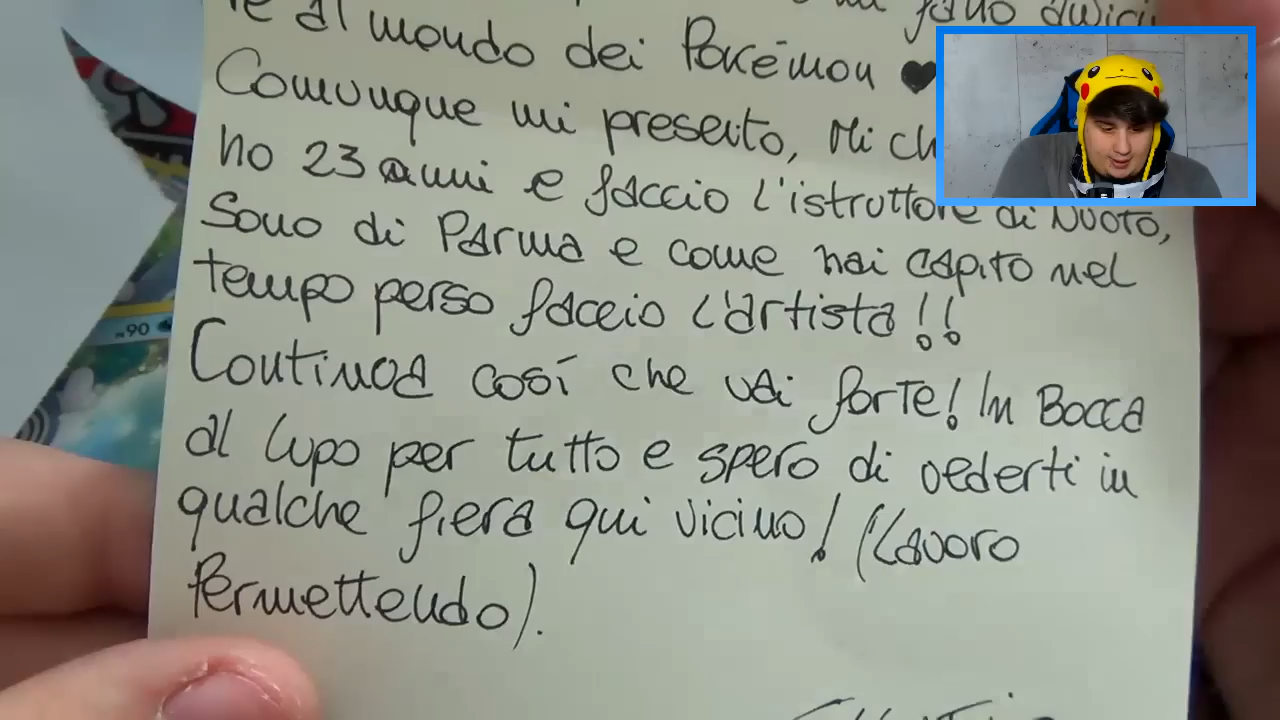 al mondo dei Pokémon ♥
Comunque mi presento, Mi ch
ho 23 anni e faccio l'istruttore di Nuoto,
Sono di Parma e come hai capito nel
tempo perso faccio l'artista!!
Continua così che vai forte! In Bocca
al lupo per tutto e spero di vederti in
qualche fiera qui vicino! (Lavoro
Permettendo).
90